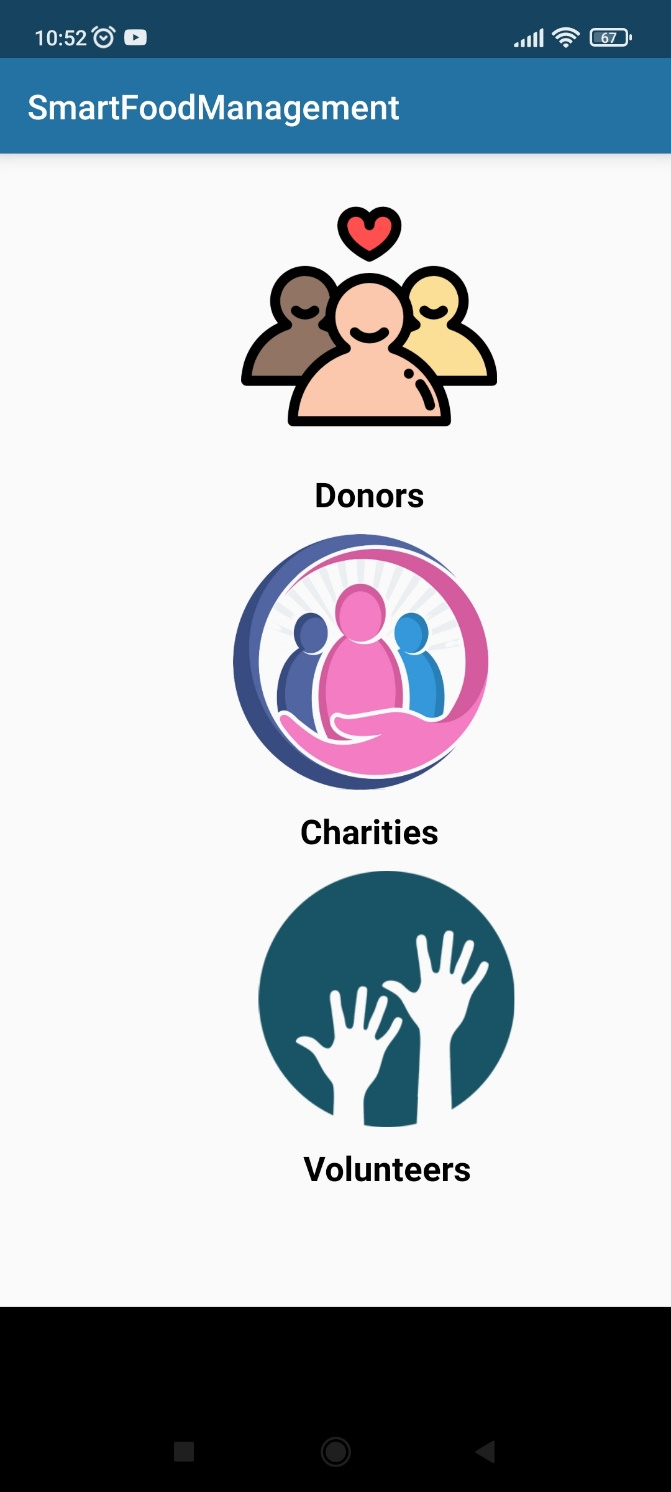 10:52
67
SmartFoodManagement
Donors
Charities
Volunteers